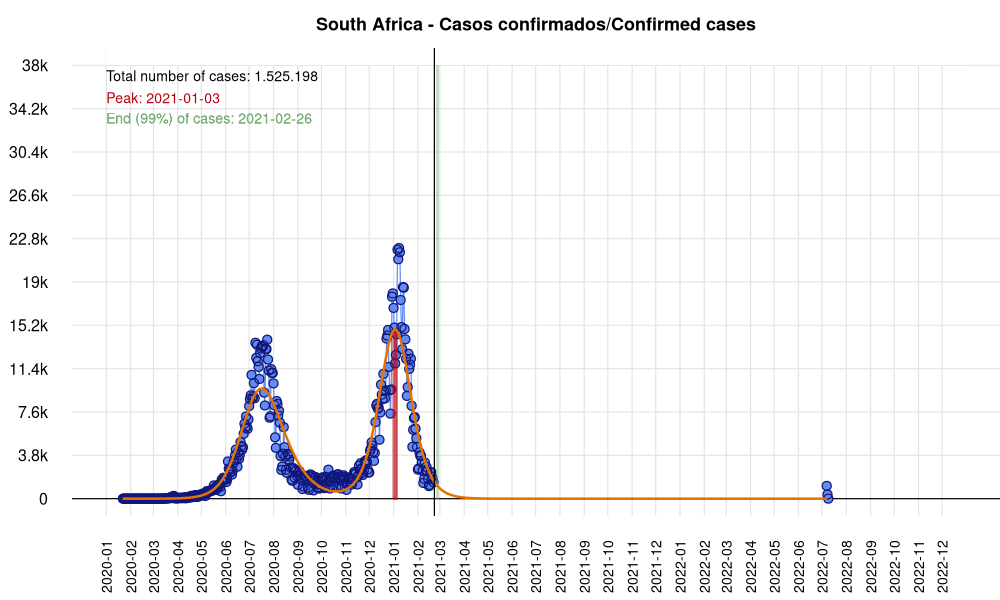 South Africa - Casos confirmados/Confirmed cases
Total number of cases: 1.525.198
Peak: 2021-01-03
End (99%) of cases: 2021-02-26
38k
34.2k
30.4k
26.6k
22.8k
19k
15.2k
11.4k
7.6k
3.8k
0
2020-01
2020-02
2020-03
2020-04
2020-05
2020-06
2020-07
2020-08
2020-09
2020-10
2020-11
2020-12
2021-01
2021-02
2021-03
2021-04
2021-05
2021-06
2021-07
2021-08
2021-09
2021-10
2021-11
2021-12
2022-01
2022-02
2022-03
2022-04
2022-05
2022-06
2022-07
2022-08
2022-09
2022-10
2022-11
2022-12